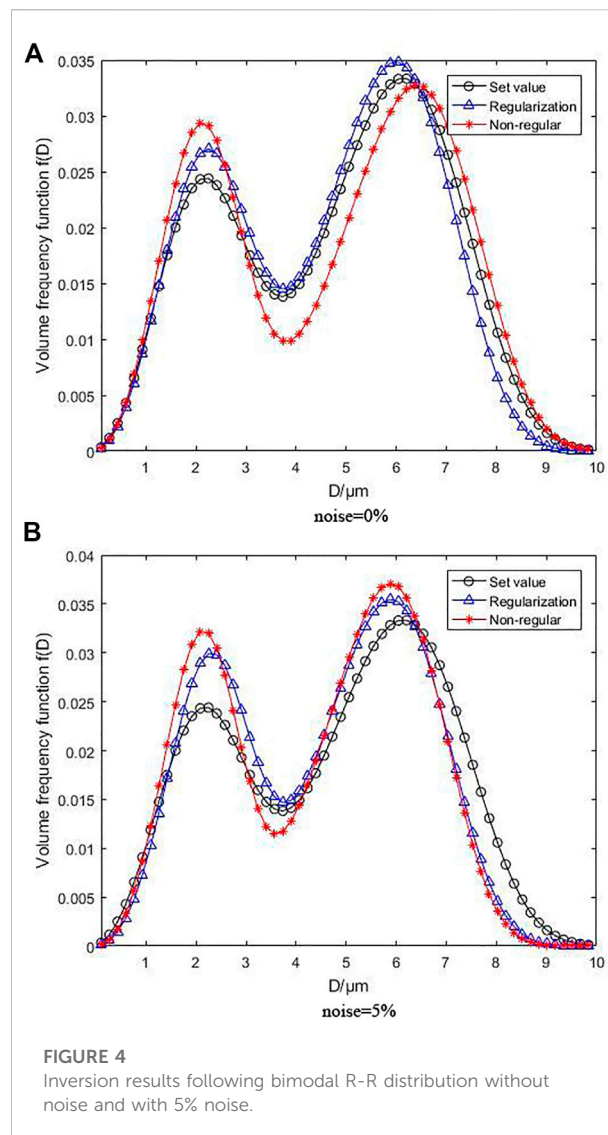 A
0.035
0.03
0.025
0.02
0.015
0.01
0.005
0
Volume frequency function f(D)
Set value
Regularization
Non-regular
1 2 3 4 5 6 7 8 9 10
D/μm
noise=0%
B
0.04
0.035
0.03
0.025
0.02
0.015
0.01
0.005
0
Volume frequency function f(D)
Set value
Regularization
Non-regular
1 2 3 4 5 6 7 8 9 10
D/μm
noise=5%
FIGURE 4
Inversion results following bimodal R-R distribution without
noise and with 5% noise.